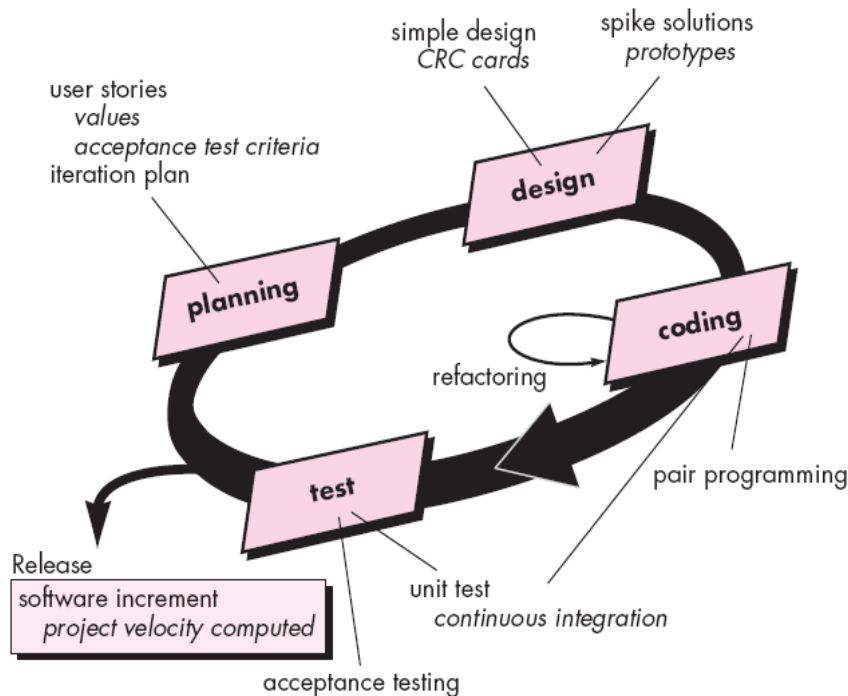 simple design
CRC cards
spike solutions
prototypes
user stories
values
acceptance test criteria
iteration plan
design
planning
coding
refactoring
test
pair programming
Release
software increment
project velocity computed
unit test
continuous integration
acceptance testing